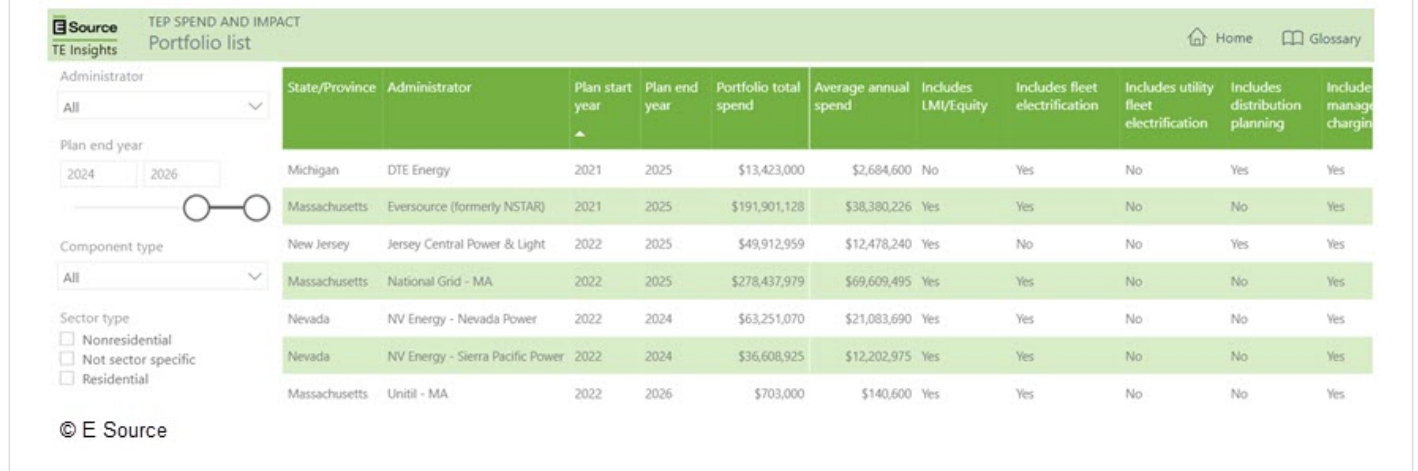 E Source
TE Insights
TEP SPEND AND IMPACT
Portfolio list
Home
Glossary
Administrator
All
Plan end year
2024 2026
Component type
All
Sector type
Nonresidential
Not sector specific
Residential
State/Province Administrator Plan start year Plan end year Portfolio total spend Average annual spend Includes LMI/Equity Includes fleet electrification Includes utility fleet electrification Includes distribution planning Include manage chargin
Michigan DTE Energy 2021 2025 $13,423,000 $2,684,600 No Yes No Yes Yes
Massachusetts Eversource (formerly NSTAR) 2021 2025 $191,901,128 $38,380,226 Yes Yes No No Yes
New Jersey Jersey Central Power & Light 2022 2025 $49,912,959 $12,478,240 Yes No No Yes Yes
Massachusetts National Grid - MA 2022 2025 $278,437,979 $69,609,495 Yes Yes No No Yes
Nevada NV Energy - Nevada Power 2022 2024 $63,251,070 $21,083,690 Yes Yes No No Yes
Nevada NV Energy - Sierra Pacific Power 2022 2024 $36,608,925 $12,202,975 Yes Yes No No Yes
Massachusetts Unitil - MA 2022 2026 $703,000 $140,600 Yes Yes No No Yes
© E Source